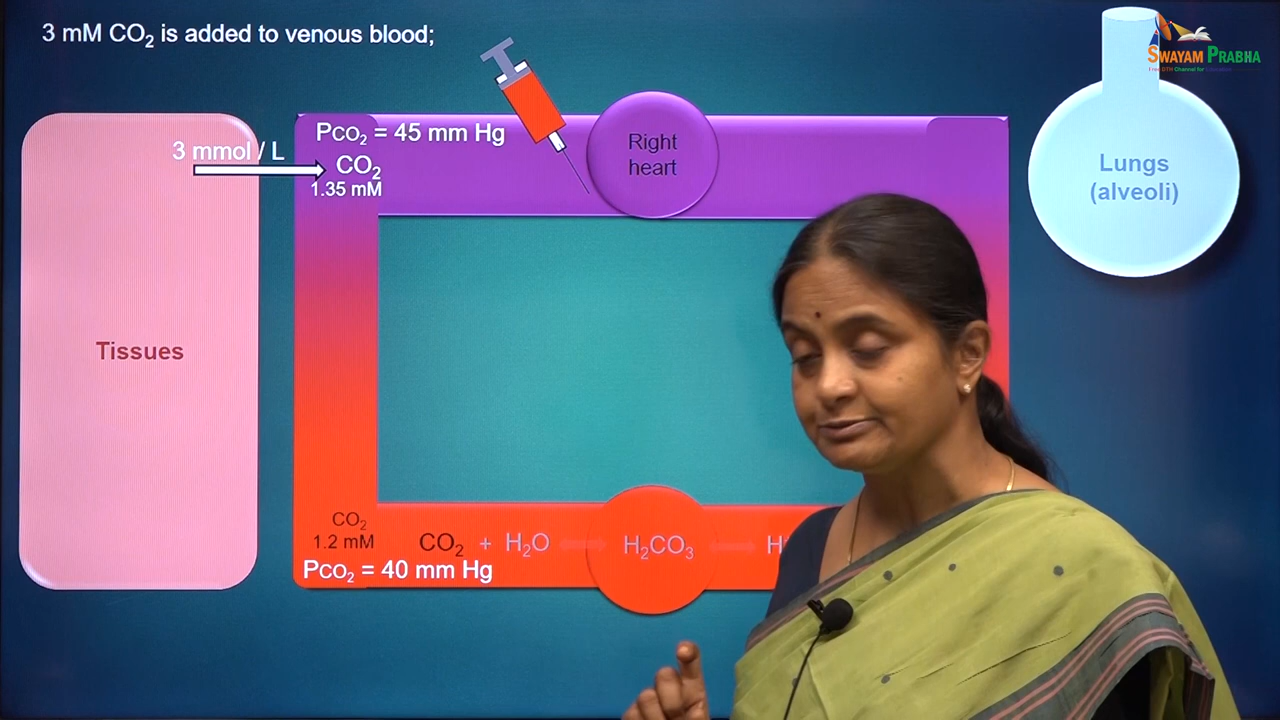 3 mM CO₂ is added to venous blood;
SWAYAM PRABHA
PCO₂ = 45 mm Hg
3 mmol / L
CO₂
1.35 mM
Right
heart
Lungs
(alveoli)
Tissues
CO₂
1.2 mM
CO₂ + H₂O
H₂CO₃
H
PCO₂ = 40 mm Hg